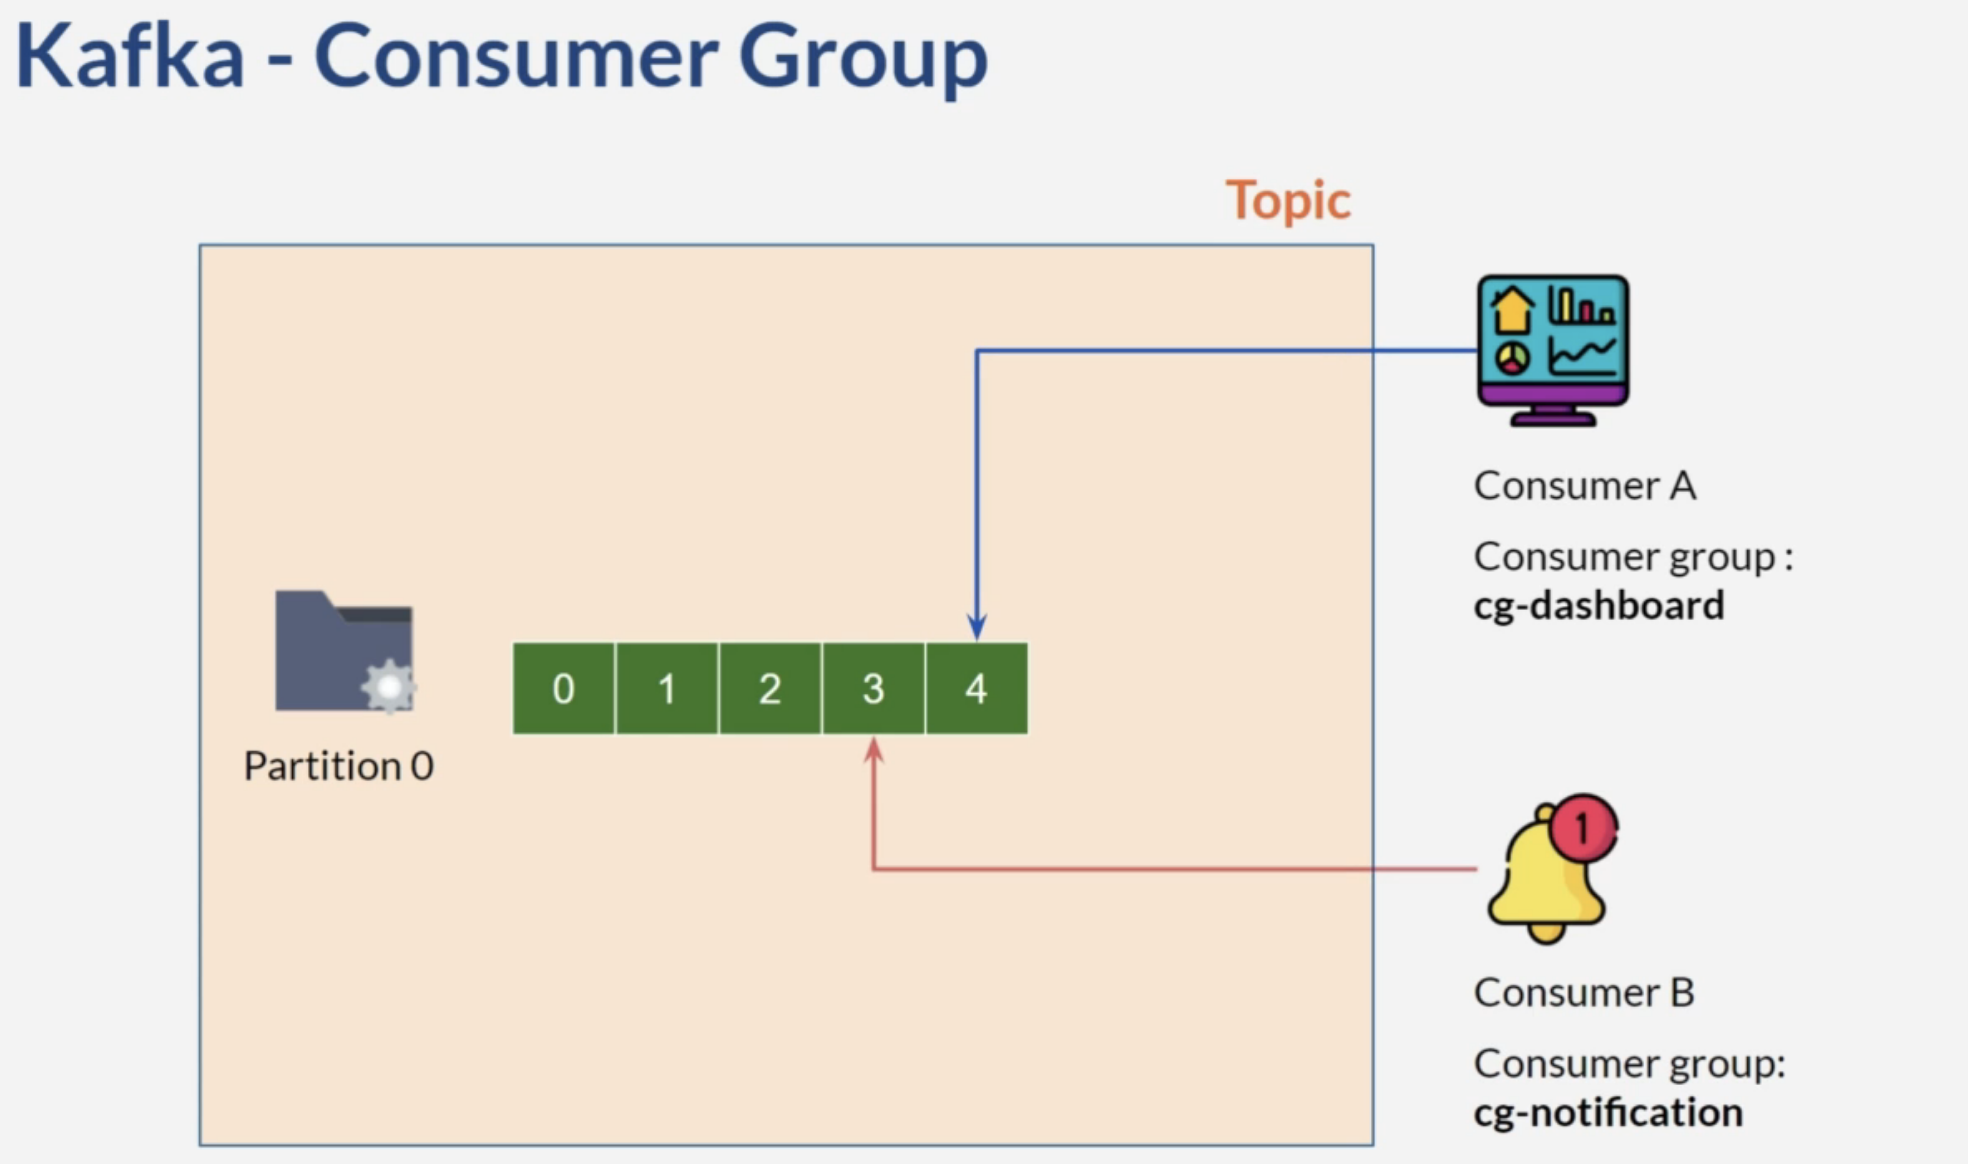 Kafka - Consumer Group
Topic
Consumer A
Consumer group :
cg-dashboard
0 1 2 3 4
Partition 0
1
Consumer B
Consumer group:
cg-notification